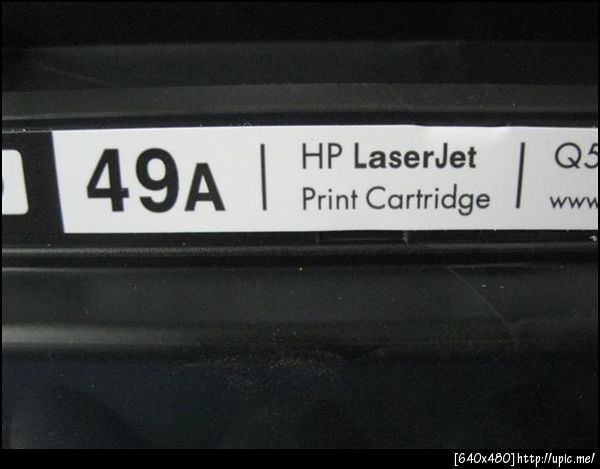 49A
HP LaserJet
Print Cartridge
Q5
www
[640x480]http://upic.me/